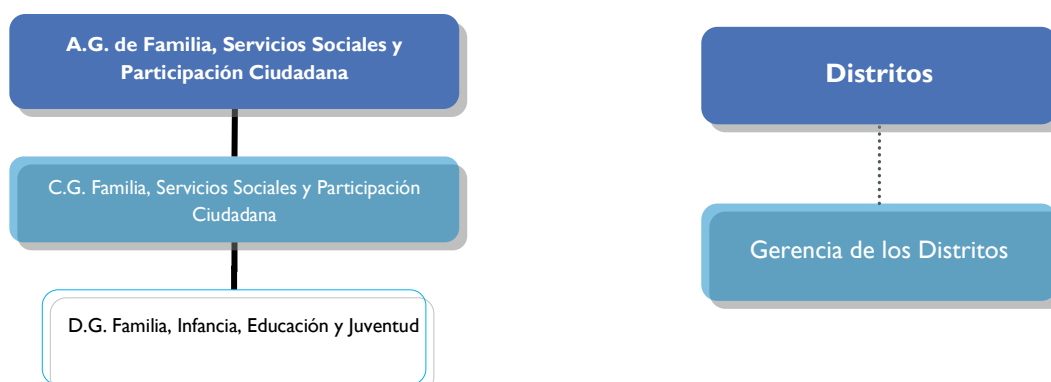 A.G. de Familia, Servicios Sociales y
Participación Ciudadana
C.G. Familia, Servicios Sociales y Participación
Ciudadana
D.G. Familia, Infancia, Educación y Juventud
Distritos
Gerencia de los Distritos